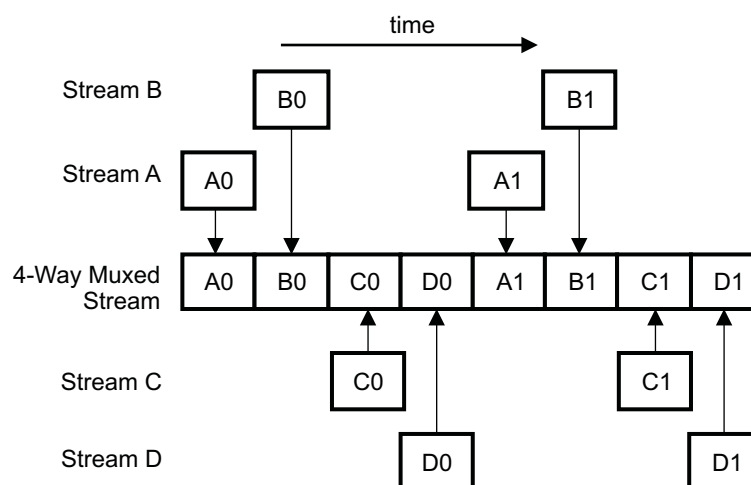 time
Stream B B0 B1
Stream A A0 A1
4-Way Muxed
Stream
A0 B0 C0 D0 A1 B1 C1 D1
Stream C C0 C1
Stream D D0 D1